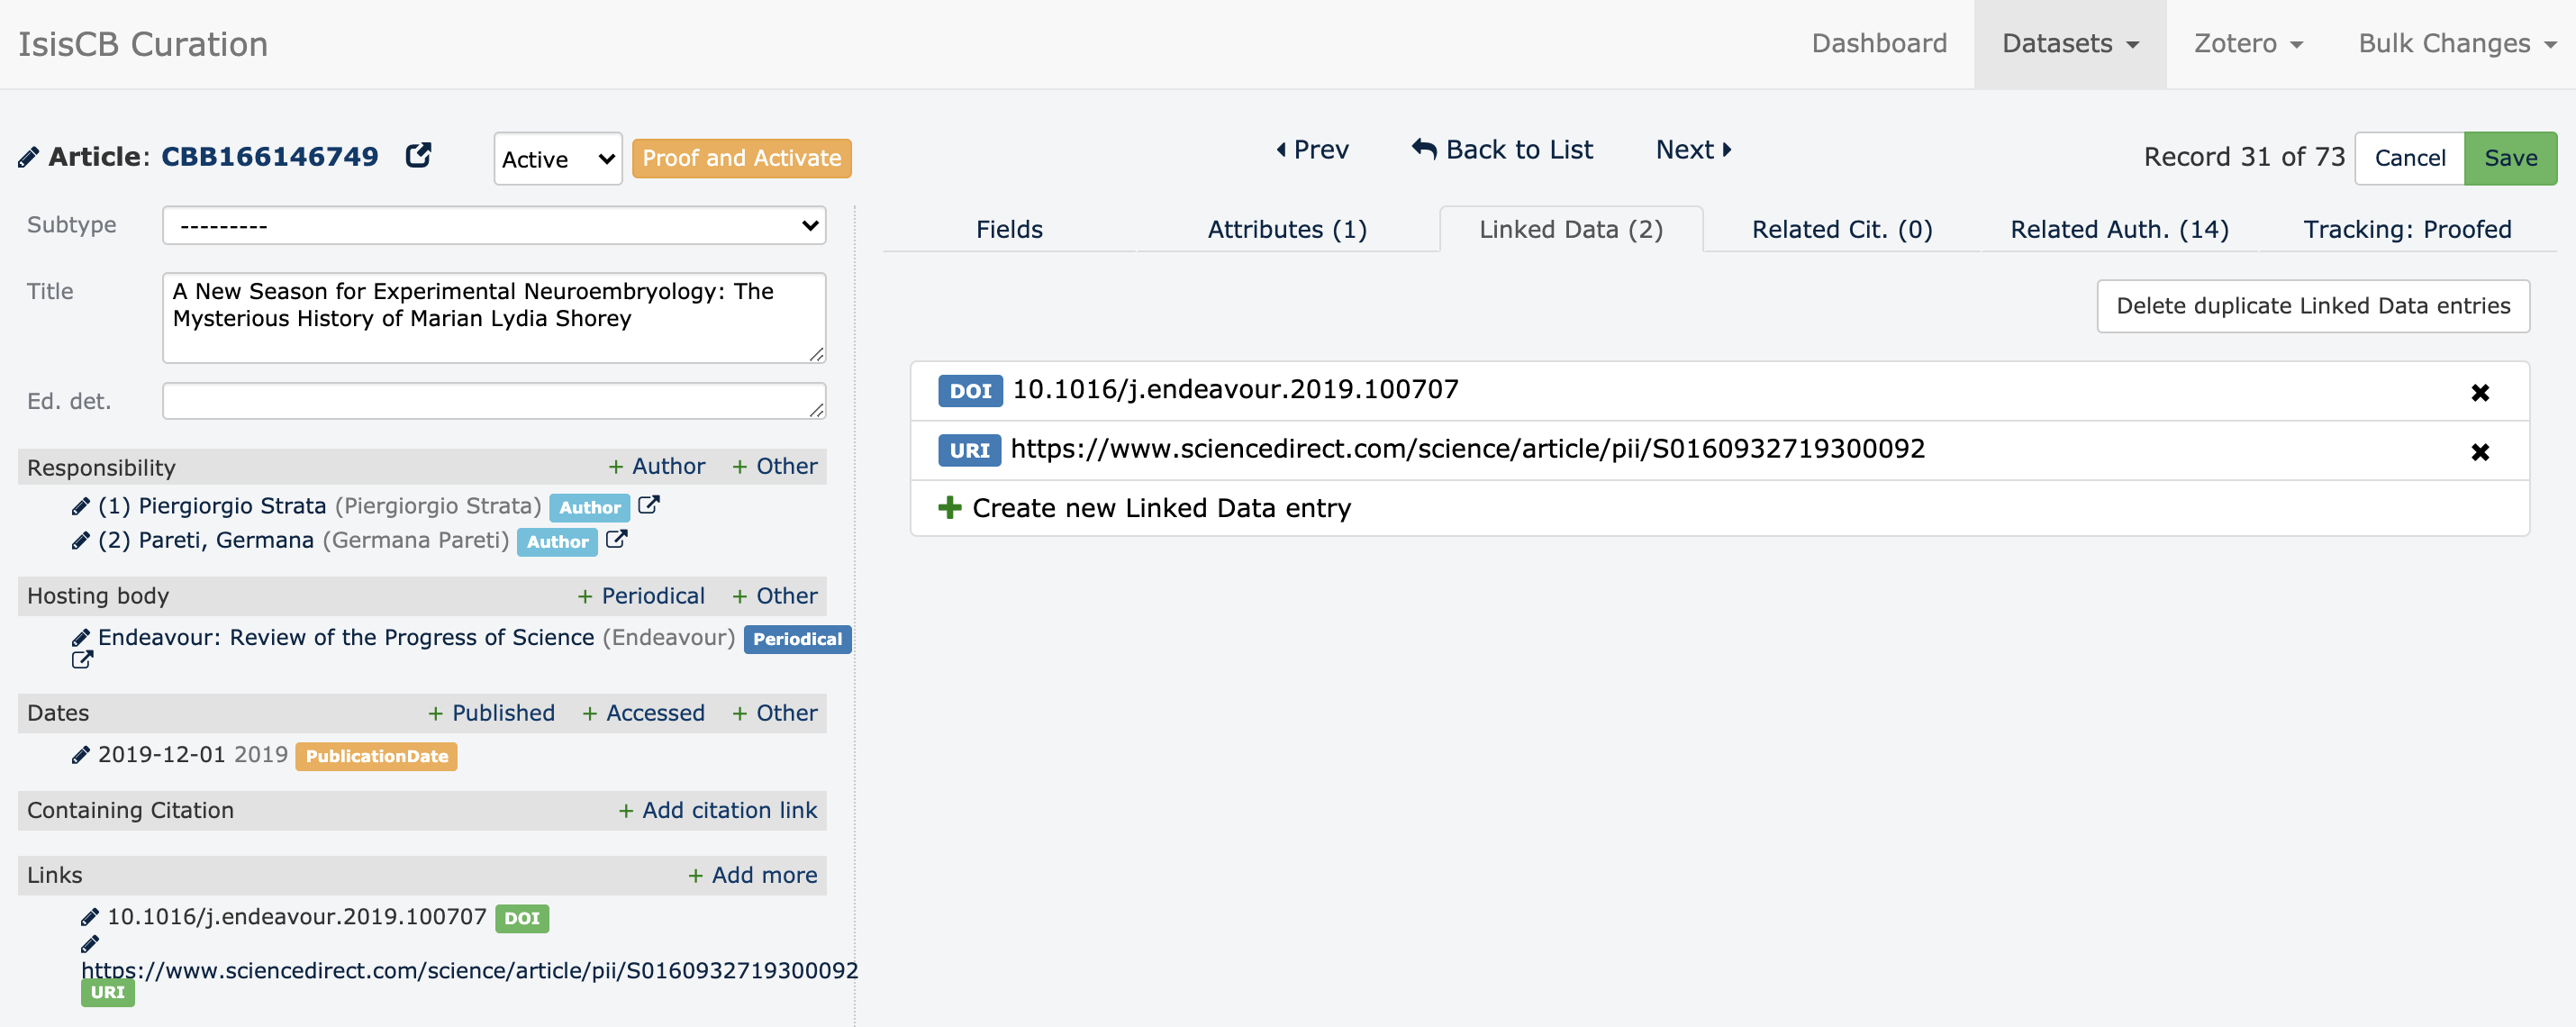 IsisCB Curation
Dashboard
Datasets
Zotero
Bulk Changes
Article: CBB166146749
Active
Proof and Activate
Prev
Back to List
Next
Record 31 of 73
Cancel
Save
Subtype
---------
Title
A New Season for Experimental Neuroembryology: The
Mysterious History of Marian Lydia Shorey
Ed. det.
Responsibility
+ Author
+ Other
(1) Piergiorgio Strata (Piergiorgio Strata) Author
(2) Pareti, Germana (Germana Pareti) Author
Hosting body
+ Periodical
+ Other
Endeavour: Review of the Progress of Science (Endeavour) Periodical
Dates
+ Published
+ Accessed
+ Other
2019-12-01 2019 PublicationDate
Containing Citation
+ Add citation link
Links
+ Add more
10.1016/j.endeavour.2019.100707 DOI
https://www.sciencedirect.com/science/article/pii/S0160932719300092
URI
Fields
Attributes (1)
Linked Data (2)
Related Cit. (0)
Related Auth. (14)
Tracking: Proofed
Delete duplicate Linked Data entries
DOI 10.1016/j.endeavour.2019.100707
URI https://www.sciencedirect.com/science/article/pii/S0160932719300092
Create new Linked Data entry